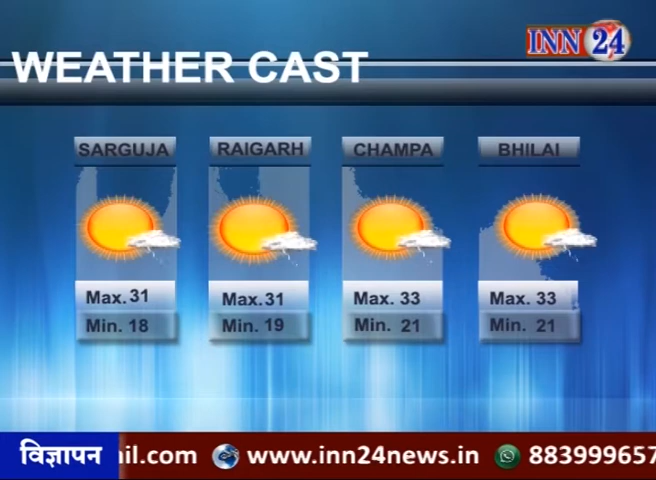 INN 24
WEATHER CAST
SARGUJA RAIGARH CHAMPA BHILAI
Max. 31 Max. 31 Max. 33 Max. 33
Min. 18 Min. 19 Min. 21 Min. 21
विज्ञापन ail.com www.inn24news.in 883999657